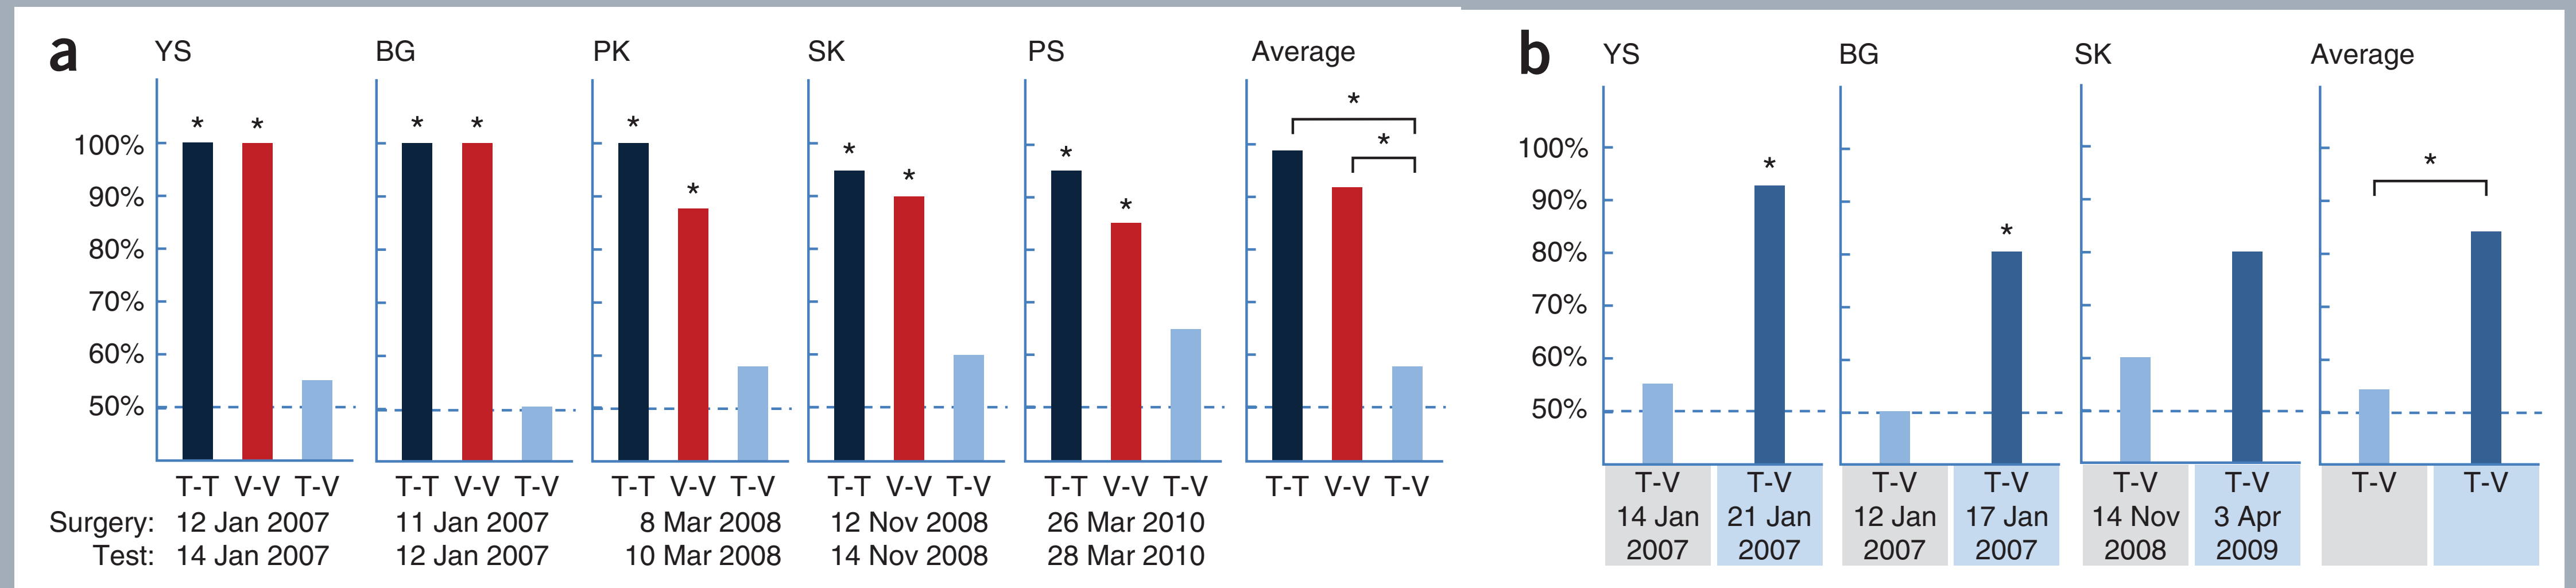 a
YS BG PK SK PS Average
* * * * * * * * * * * *
100%
90%
80%
70%
60%
50%
T-T V-V T-V T-T V-V T-V T-T V-V T-V T-T V-V T-V T-T V-V T-V T-T V-V T-V
Surgery: 12 Jan 2007 11 Jan 2007 8 Mar 2008 12 Nov 2008 26 Mar 2010
Test: 14 Jan 2007 12 Jan 2007 10 Mar 2008 14 Nov 2008 28 Mar 2010
b
YS BG SK Average
* * *
100%
90%
80%
70%
60%
50%
T-V T-V T-V T-V T-V T-V T-V T-V
14 Jan 21 Jan 12 Jan 17 Jan 14 Nov 3 Apr
2007 2007 2007 2007 2008 2009